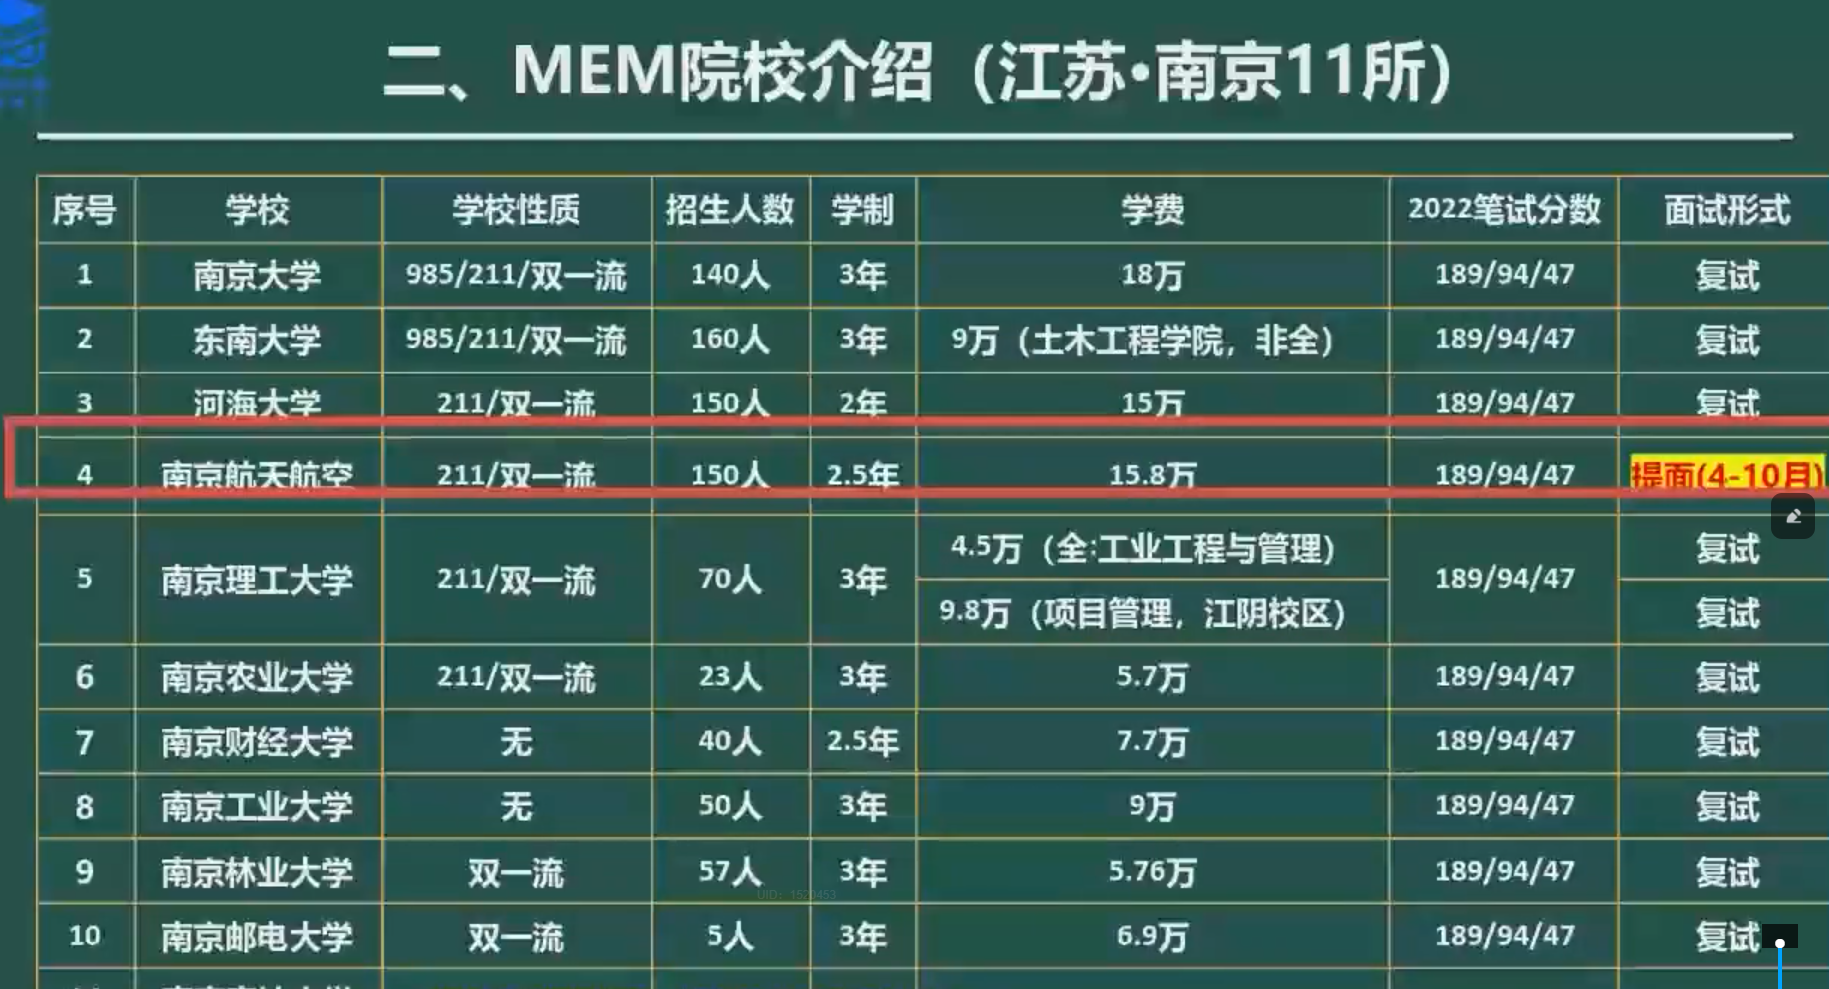 二、MEM院校介绍（江苏·南京11所）
序号 学校 学校性质 招生人数 学制 学费 2022笔试分数 面试形式
1 南京大学 985/211/双一流 140人 3年 18万 189/94/47 复试
2 东南大学 985/211/双一流 160人 3年 9万（土木工程学院，非全） 189/94/47 复试
3 河海大学 211/双一流 150人 2年 15万 189/94/47 复试
4 南京航天航空 211/双一流 150人 2.5年 15.8万 189/94/47 提面(4-10月)
5 南京理工大学 211/双一流 70人 3年 4.5万（全:工业工程与管理） 189/94/47 复试
9.8万（项目管理，江阴校区） 复试
6 南京农业大学 211/双一流 23人 3年 5.7万 189/94/47 复试
7 南京财经大学 无 40人 2.5年 7.7万 189/94/47 复试
8 南京工业大学 无 50人 3年 9万 189/94/47 复试
9 南京林业大学 双一流 57人 3年 5.76万 189/94/47 复试
UID: 1520453
10 南京邮电大学 双一流 5人 3年 6.9万 189/94/47 复试